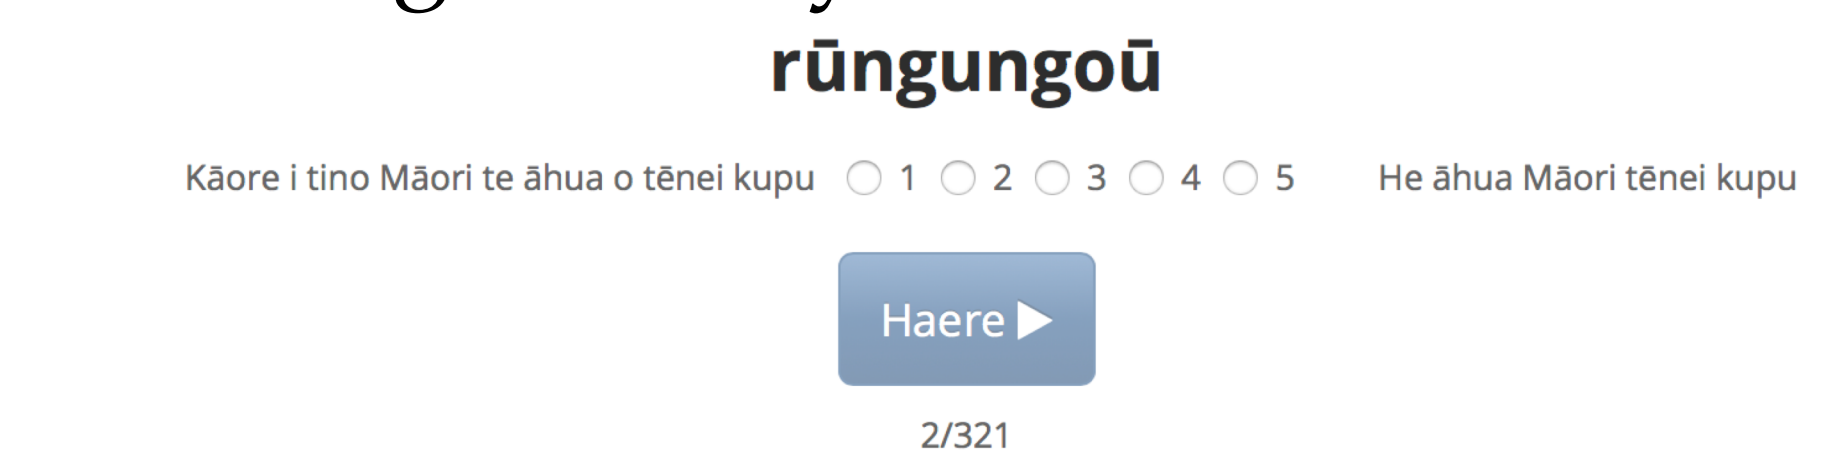 rūngungoū
Kāore i tino Māori te āhua o tēnei kupu 1 2 3 4 5 He āhua Māori tēnei kupu
Haere
2/321